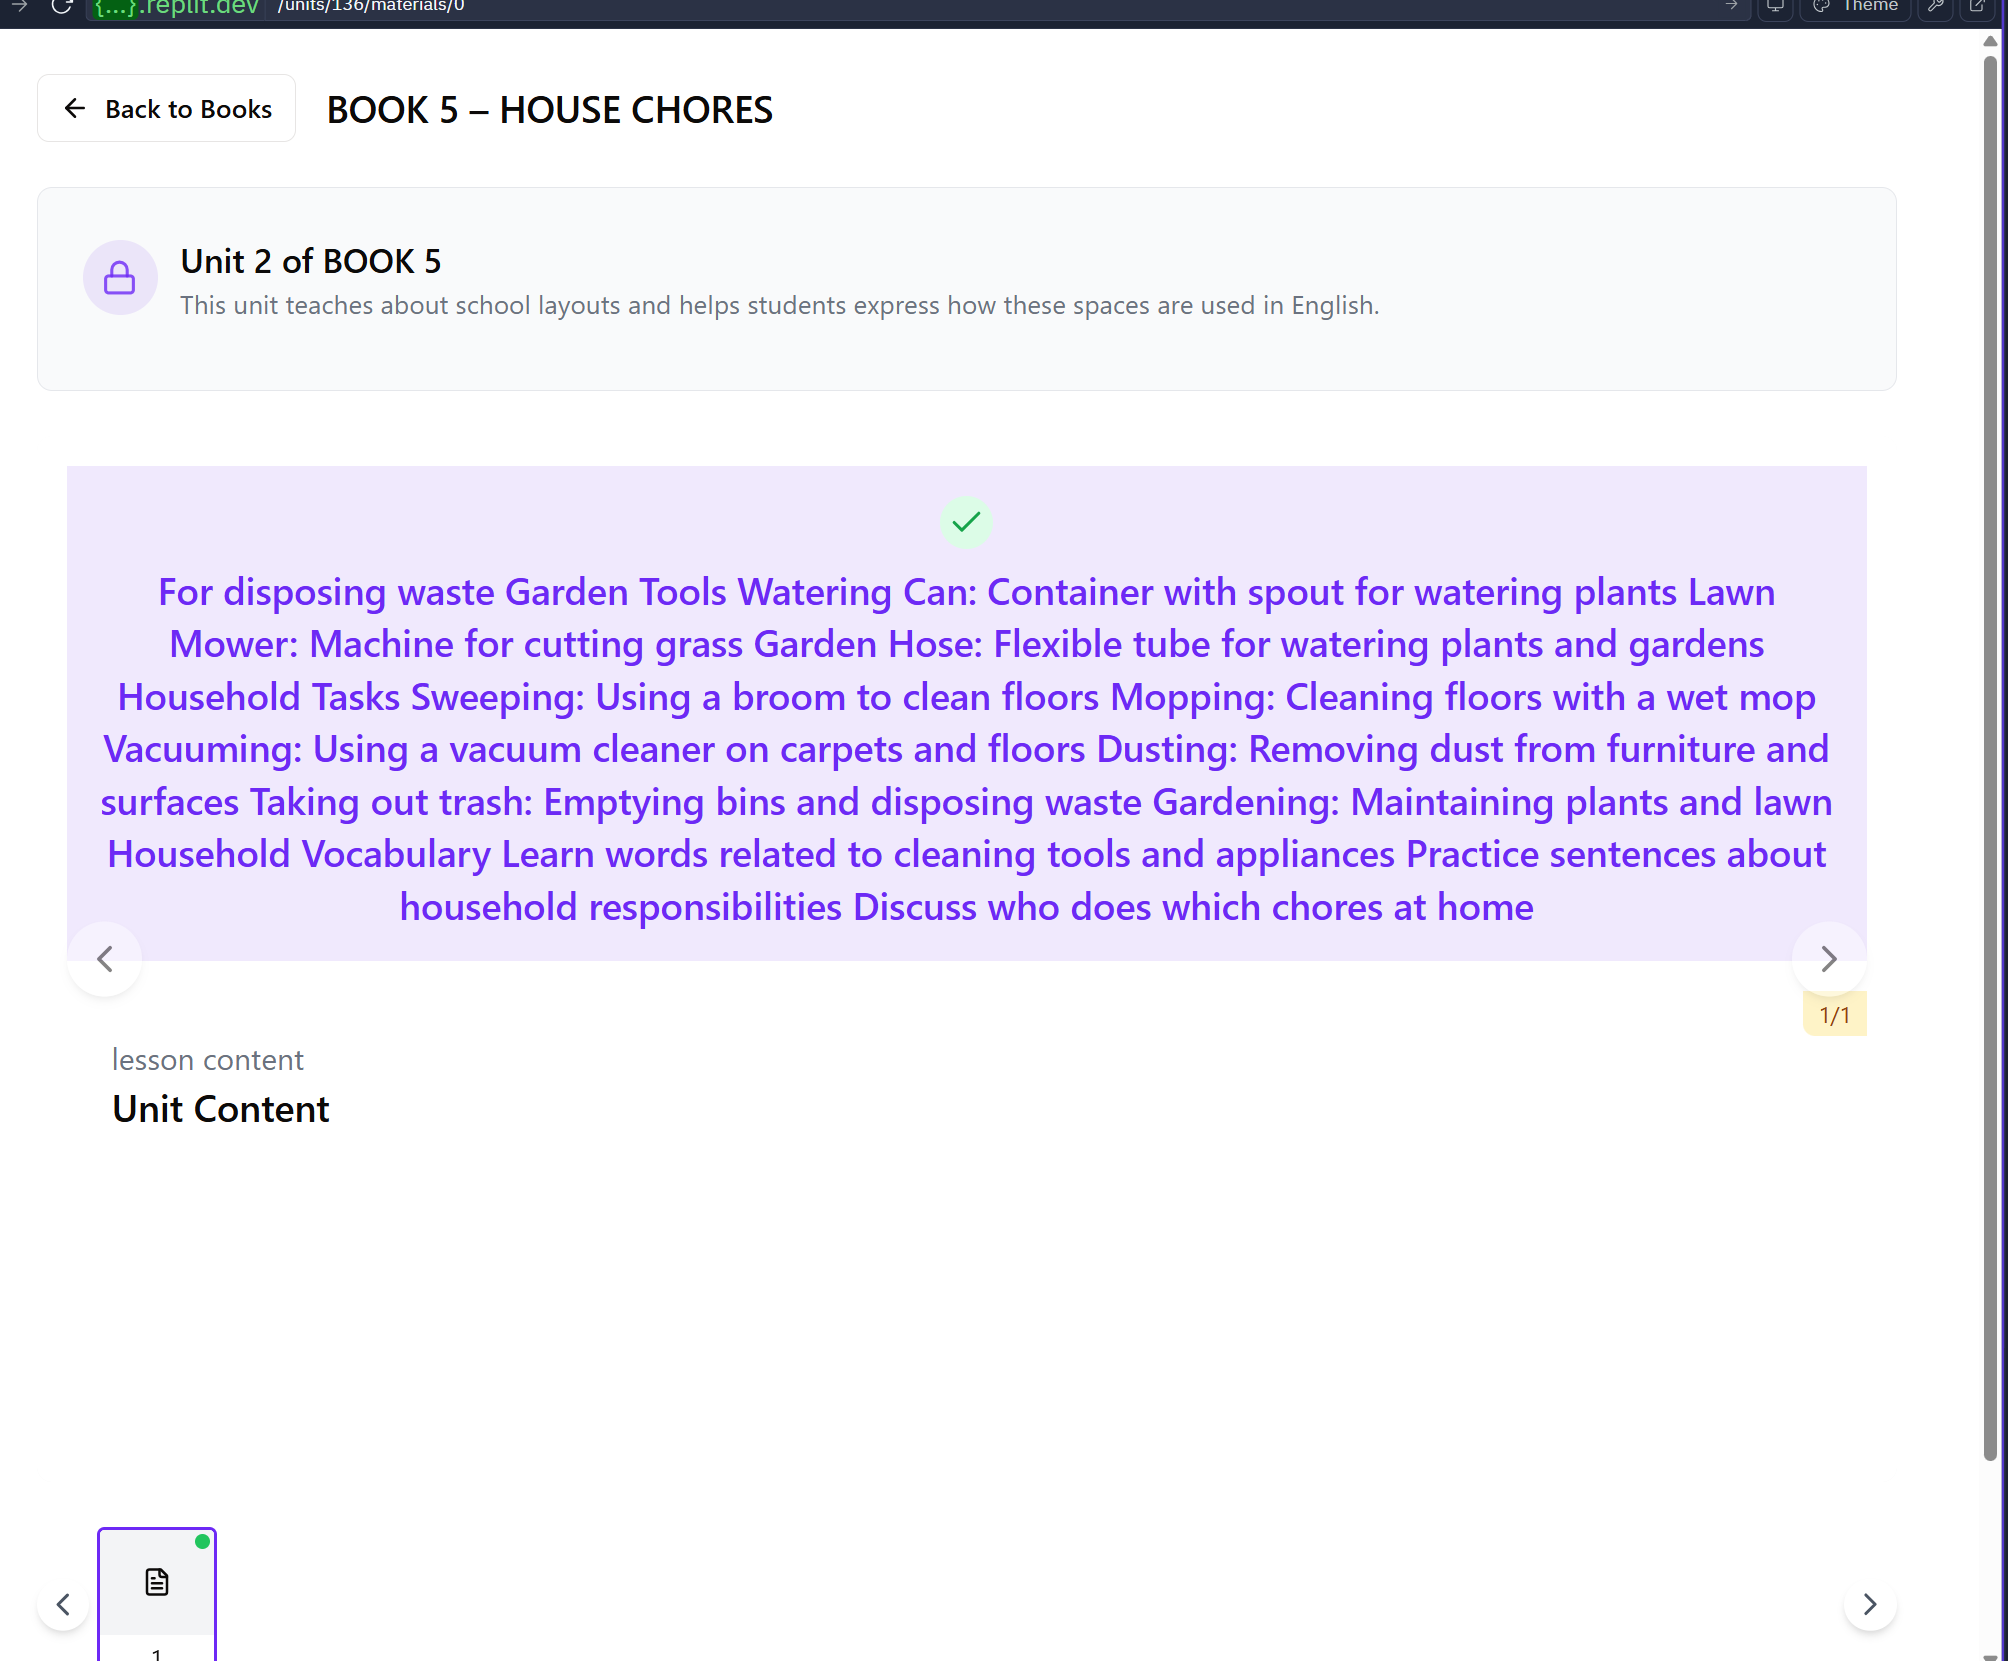 {...}.replit.dev /units/136/materials/0 Theme
Back to Books
BOOK 5 – HOUSE CHORES
Unit 2 of BOOK 5
This unit teaches about school layouts and helps students express how these spaces are used in English.
For disposing waste Garden Tools Watering Can: Container with spout for watering plants Lawn
Mower: Machine for cutting grass Garden Hose: Flexible tube for watering plants and gardens
Household Tasks Sweeping: Using a broom to clean floors Mopping: Cleaning floors with a wet mop
Vacuuming: Using a vacuum cleaner on carpets and floors Dusting: Removing dust from furniture and
surfaces Taking out trash: Emptying bins and disposing waste Gardening: Maintaining plants and lawn
Household Vocabulary Learn words related to cleaning tools and appliances Practice sentences about
household responsibilities Discuss who does which chores at home
1/1
lesson content
Unit Content
1